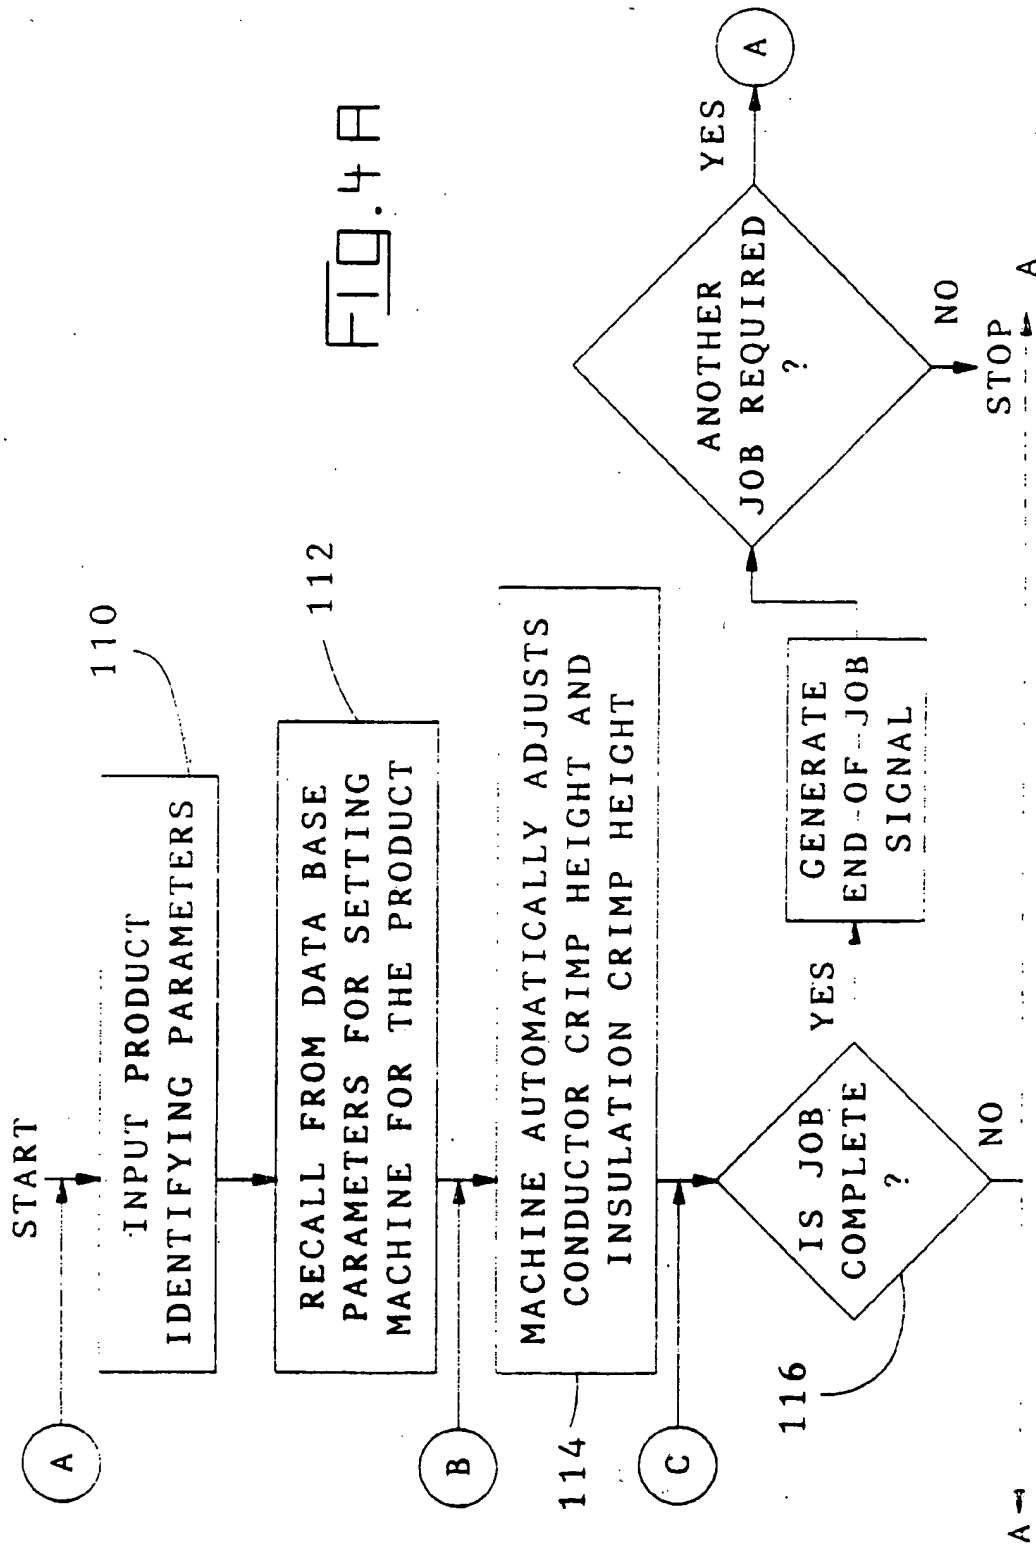 FIG. 4A
START
A
INPUT PRODUCT
IDENTIFYING PARAMETERS
110
RECALL FROM DATA BASE
PARAMETERS FOR SETTING
MACHINE FOR THE PRODUCT
112
B
MACHINE AUTOMATICALLY ADJUSTS
CONDUCTOR CRIMP HEIGHT AND
INSULATION CRIMP HEIGHT
114
C
IS JOB
COMPLETE
?
116
YES
NO
GENERATE
END-OF-JOB
SIGNAL
ANOTHER
JOB REQUIRED
?
YES
A
NO
STOP
A
A